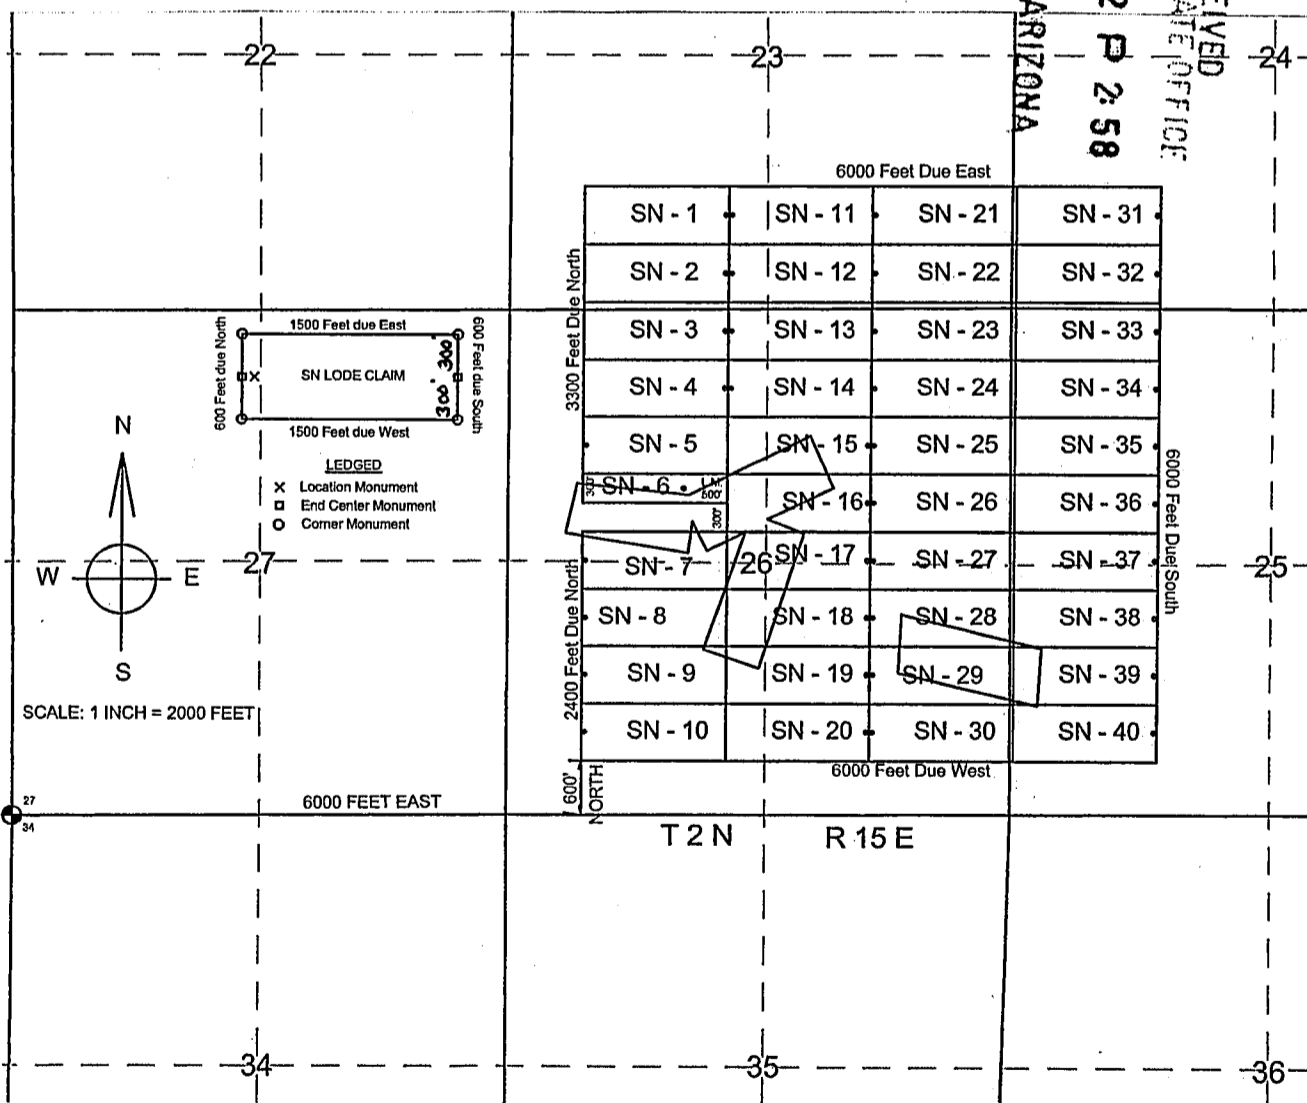 22
23
24
EIVED
ATE OFFICE
2 P 2:58
ARIZONA
6000 Feet Due East
SN - 1
SN - 11
SN - 21
SN - 31
SN - 2
SN - 12
SN - 22
SN - 32
SN - 3
SN - 13
SN - 23
SN - 33
SN - 4
SN - 14
SN - 24
SN - 34
SN - 5
SN - 15
SN - 25
SN - 35
SN - 6
SN - 16
SN - 26
SN - 36
SN - 7
SN - 17
SN - 27
SN - 37
SN - 8
SN - 18
SN - 28
SN - 38
SN - 9
SN - 19
SN - 29
SN - 39
SN - 10
SN - 20
SN - 30
SN - 40
3300 Feet Due North
2400 Feet Due North
6000 Feet Due South
6000 Feet Due West
300'
500'
300'
26
25
27
600'
NORTH
1500 Feet due East
600 Feet due North
SN LODE CLAIM
300' 300'
600 Feet due South
1500 Feet due West
LEDGED
X Location Monument
End Center Monument
Corner Monument
N
W
E
S
SCALE: 1 INCH = 2000 FEET
27
34
6000 FEET EAST
T 2 N R 15 E
34
35
36